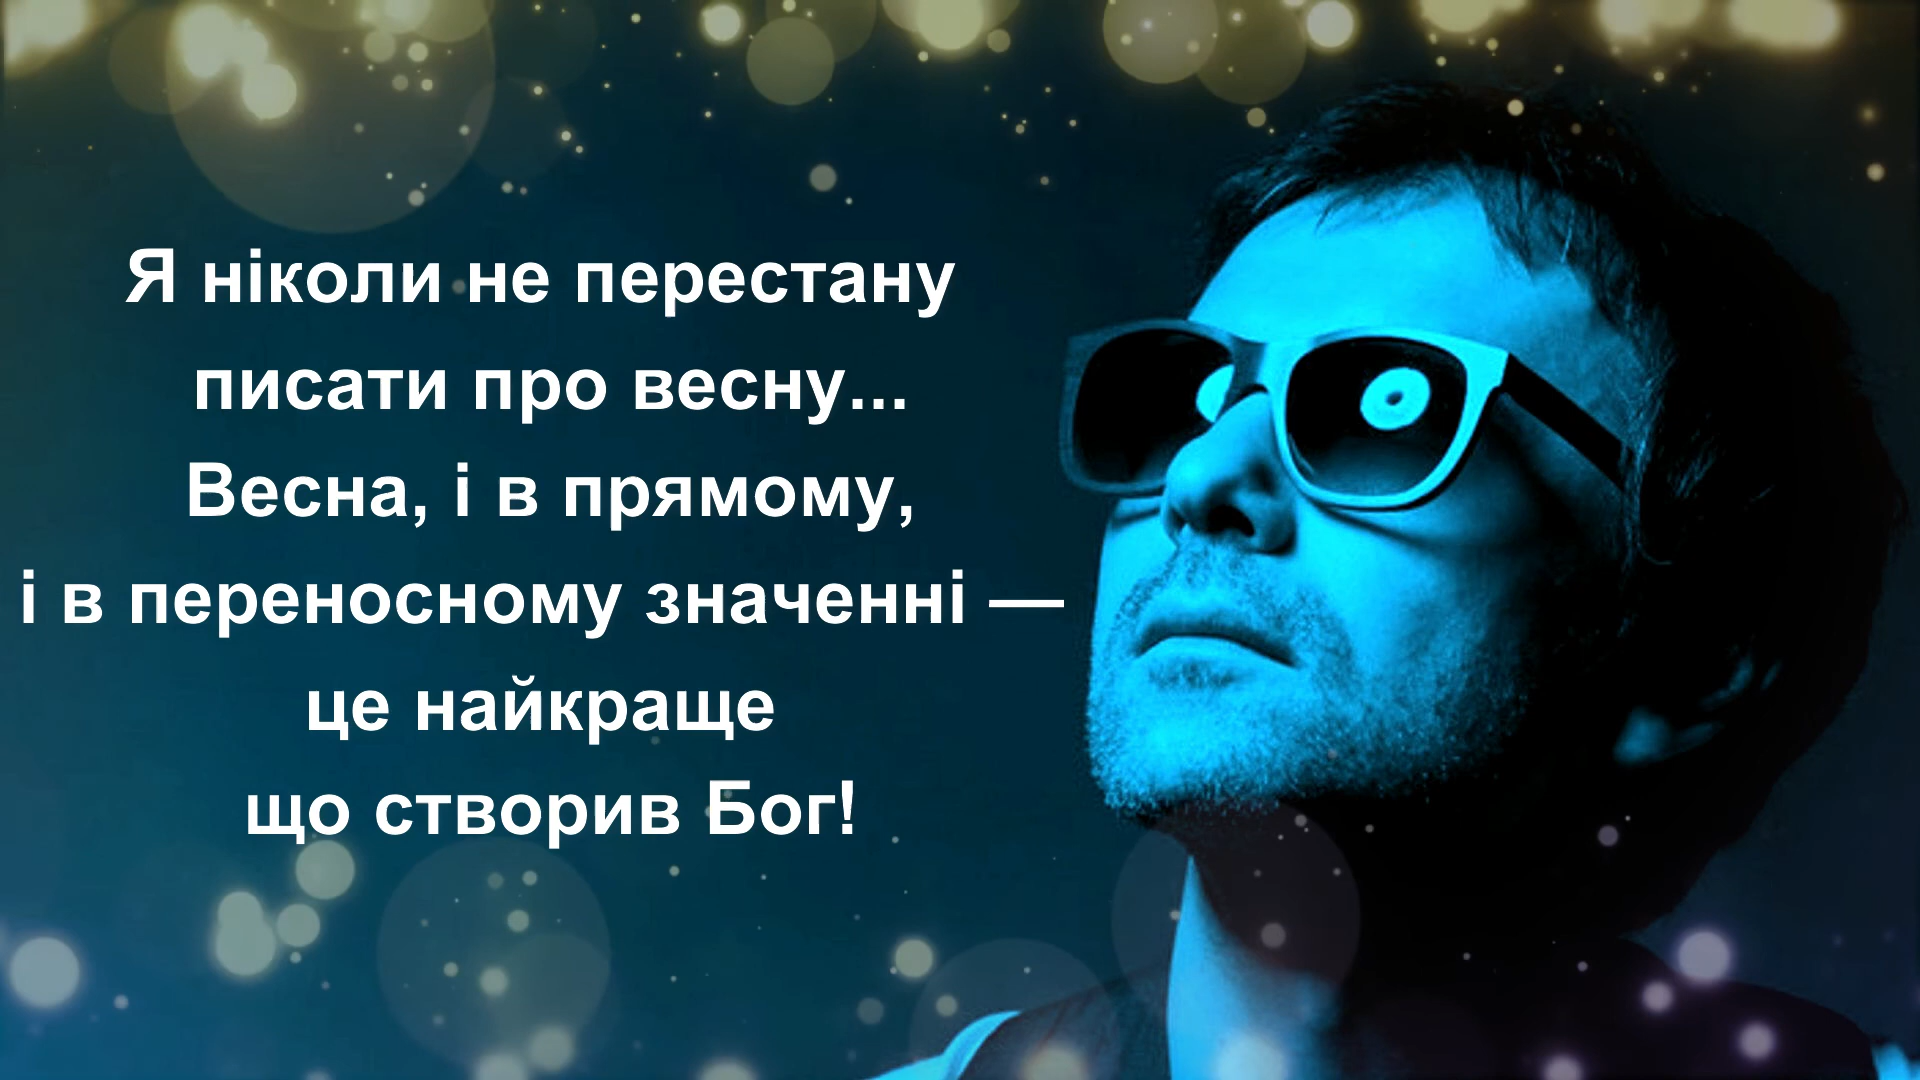 Я ніколи не перестану
писати про весну...
Весна, і в прямому,
і в переносному значенні —
це найкраще
що створив Бог!